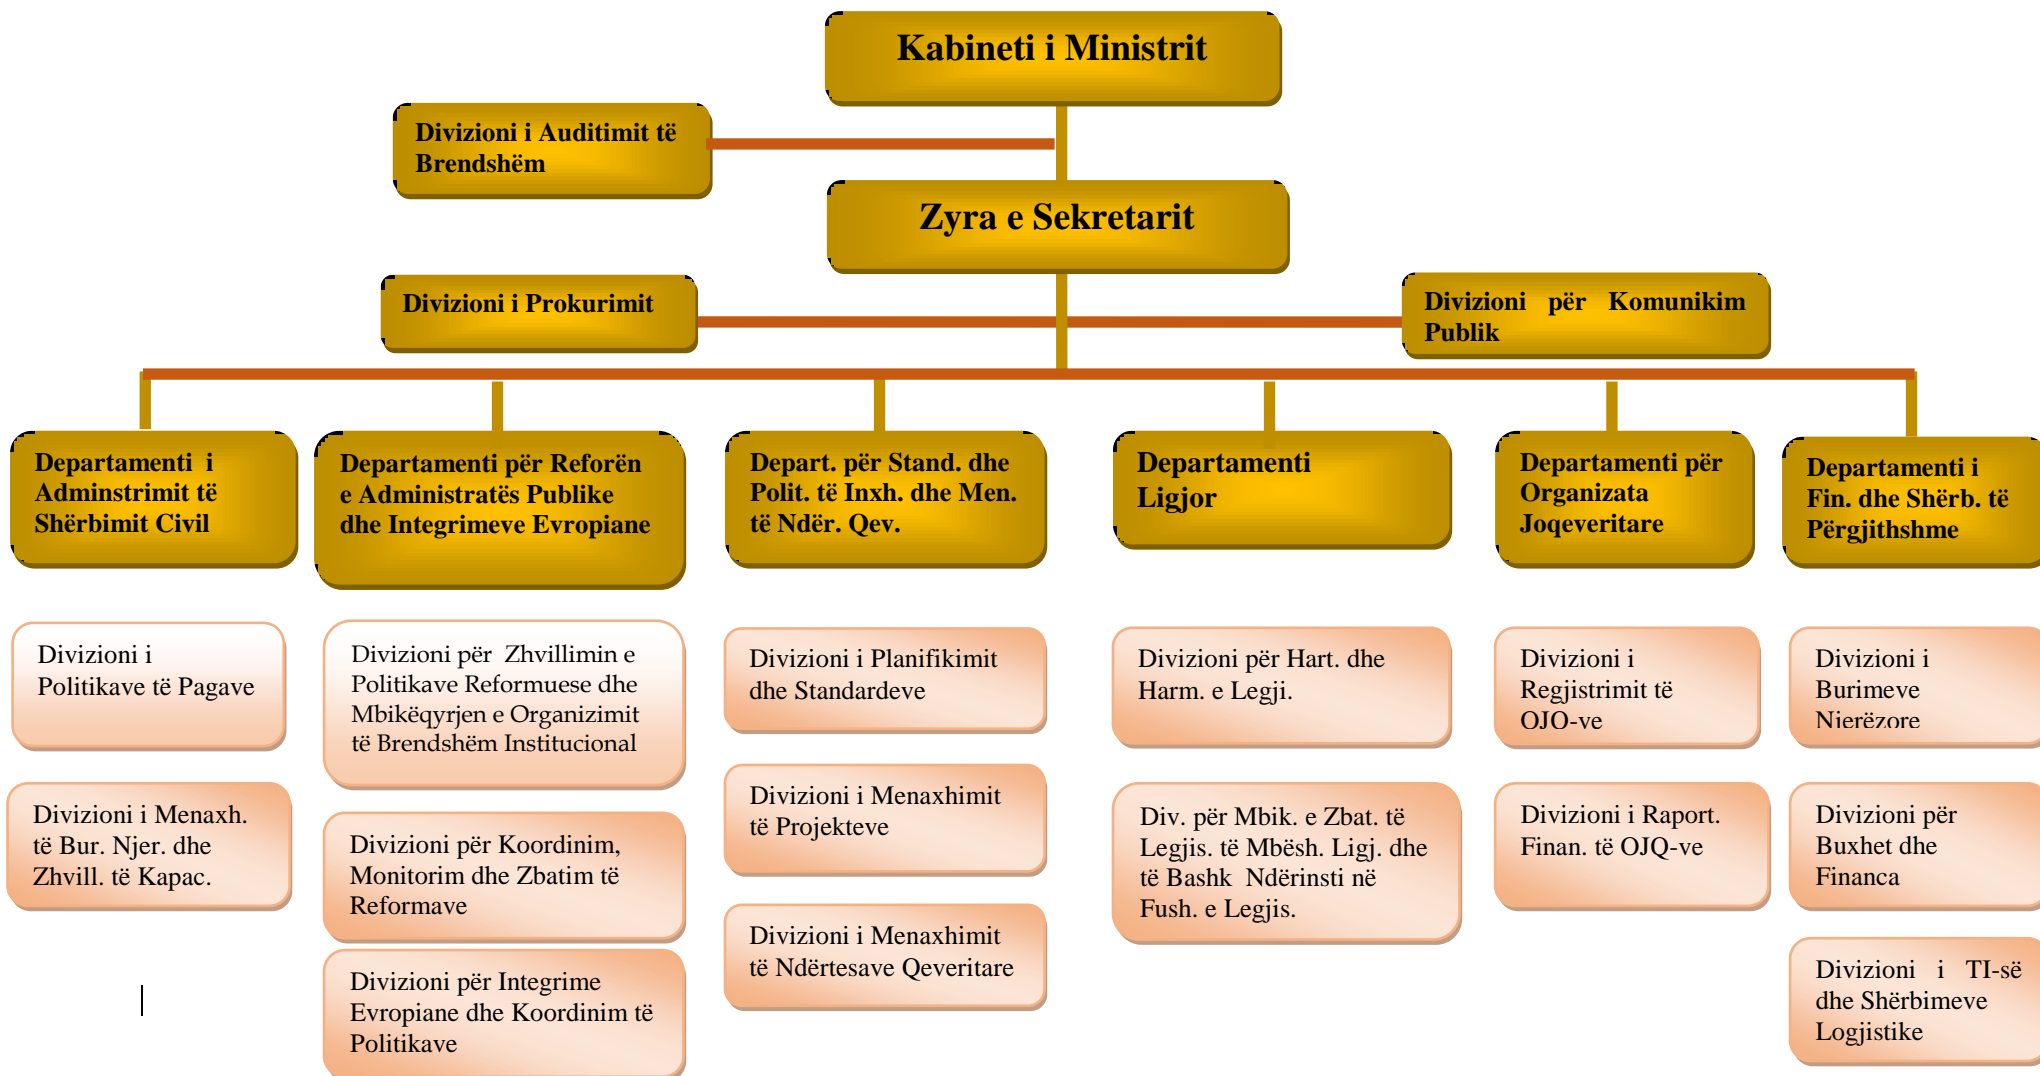 Kabineti i Ministrit
Divizioni i Auditimit të
Brendshëm
Zyra e Sekretarit
Divizioni i Prokurimit
Divizioni për Komunikim
Publik
Departamenti i
Adminstrimit të
Shërbimit Civil
Departamenti për Reforën
e Administratës Publike
dhe Integrimeve Evropiane
Depart. për Stand. dhe
Polit. të Inxh. dhe Men.
të Ndër. Qev.
Departamenti
Ligjor
Departamenti për
Organizata
Joqeveritare
Departamenti i
Fin. dhe Shërb. të
Përgjithshme
Divizioni i
Politikave të Pagave
Divizioni i Menaxh.
të Bur. Njer. dhe
Zhvill. të Kapac.
Divizioni për Zhvillimin e
Politikave Reformuese dhe
Mbikëqyrjen e Organizimit
të Brendshëm Institucional
Divizioni për Koordinim,
Monitorim dhe Zbatim të
Reformave
Divizioni për Integrime
Evropiane dhe Koordinim të
Politikave
Divizioni i Planifikimit
dhe Standardeve
Divizioni i Menaxhimit
të Projekteve
Divizioni i Menaxhimit
të Ndërtesave Qeveritare
Divizioni për Hart. dhe
Harm. e Legji.
Div. për Mbik. e Zbat. të
Legjis. të Mbësh. Ligj. dhe
të Bashk Ndërinsti në
Fush. e Legjis.
Divizioni i
Regjistrimit të
OJQ-ve
Divizioni i Raport.
Finan. të OJQ-ve
Divizioni i
Burimeve
Njerëzore
Divizioni për
Buxhet dhe
Financa
Divizioni i TI-së
dhe Shërbimeve
Logjistike